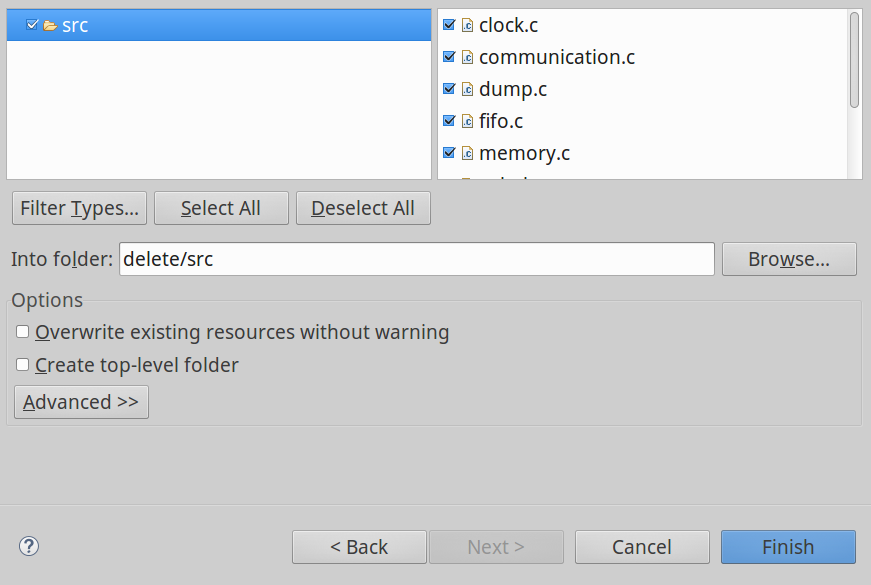 src
clock.c
communication.c
dump.c
fifo.c
memory.c
Filter Types...
Select All
Deselect All
Into folder: delete/src Browse...
Options
Overwrite existing resources without warning
Create top-level folder
Advanced >>
? < Back Next > Cancel Finish